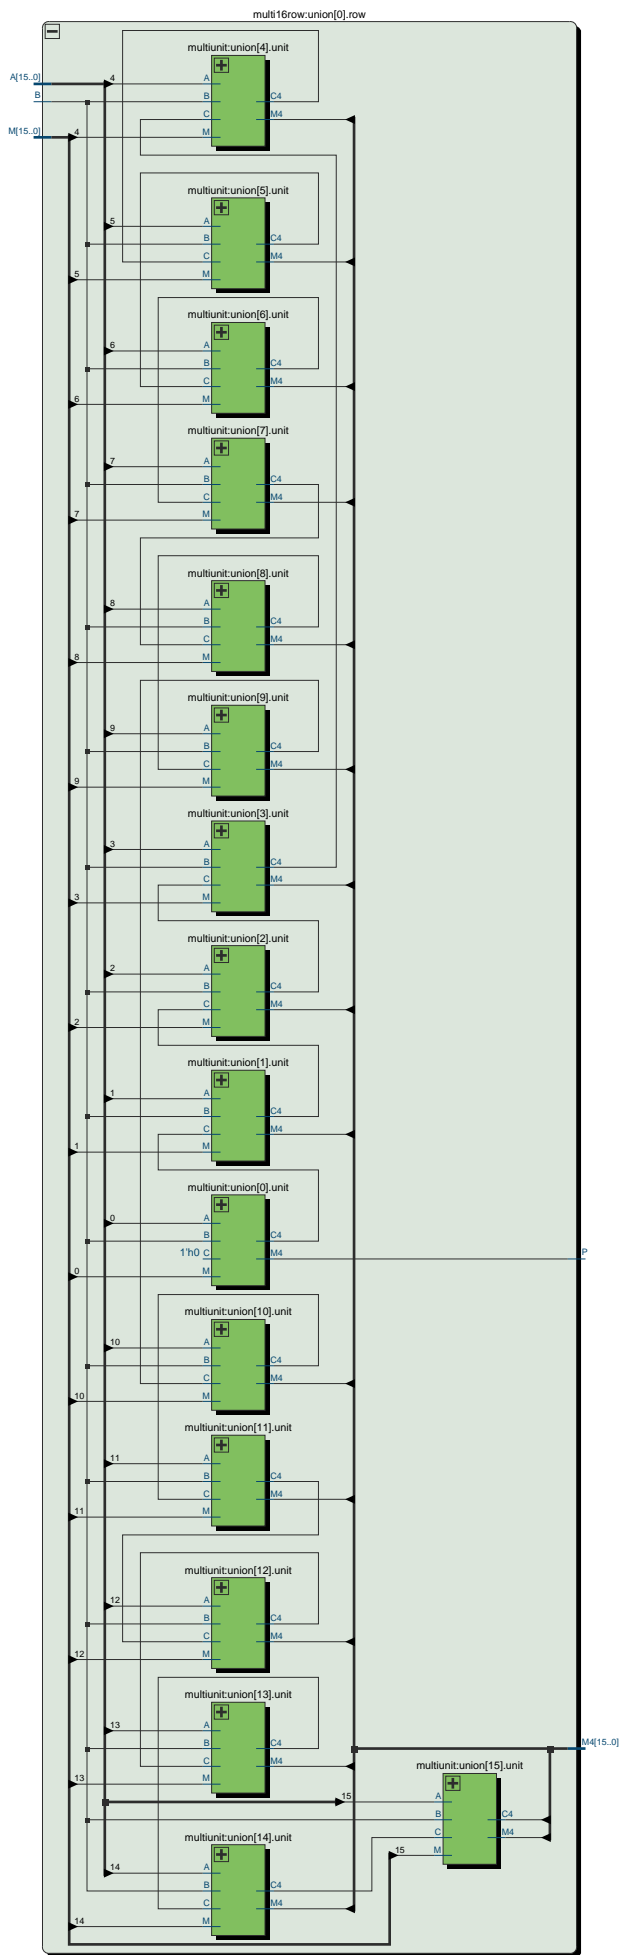 multi16row:union[0].row
multiunit:union[4].unit
A[15..0]
4
A
B
B
C4
C
M4
M[15..0]
4
M
multiunit:union[5].unit
5
A
B
C4
C
M4
5
M
multiunit:union[6].unit
6
A
B
C4
C
M4
6
M
multiunit:union[7].unit
7
A
B
C4
C
M4
7
M
multiunit:union[8].unit
8
A
B
C4
C
M4
8
M
multiunit:union[9].unit
9
A
B
C4
C
M4
9
M
multiunit:union[3].unit
3
A
B
C4
C
M4
3
M
multiunit:union[2].unit
2
A
B
C4
C
M4
2
M
multiunit:union[1].unit
1
A
B
C4
C
M4
1
M
multiunit:union[0].unit
0
A
B
C4
1'h0 C
M4
P
0
M
multiunit:union[10].unit
10
A
B
C4
C
M4
10
M
multiunit:union[11].unit
11
A
B
C4
C
M4
11
M
multiunit:union[12].unit
12
A
B
C4
C
M4
12
M
multiunit:union[13].unit
13
A
B
C4
C
M4
13
M
M4[15..0]
multiunit:union[15].unit
15
A
B
C4
C
M4
15
M
multiunit:union[14].unit
14
A
B
C4
C
M4
14
M